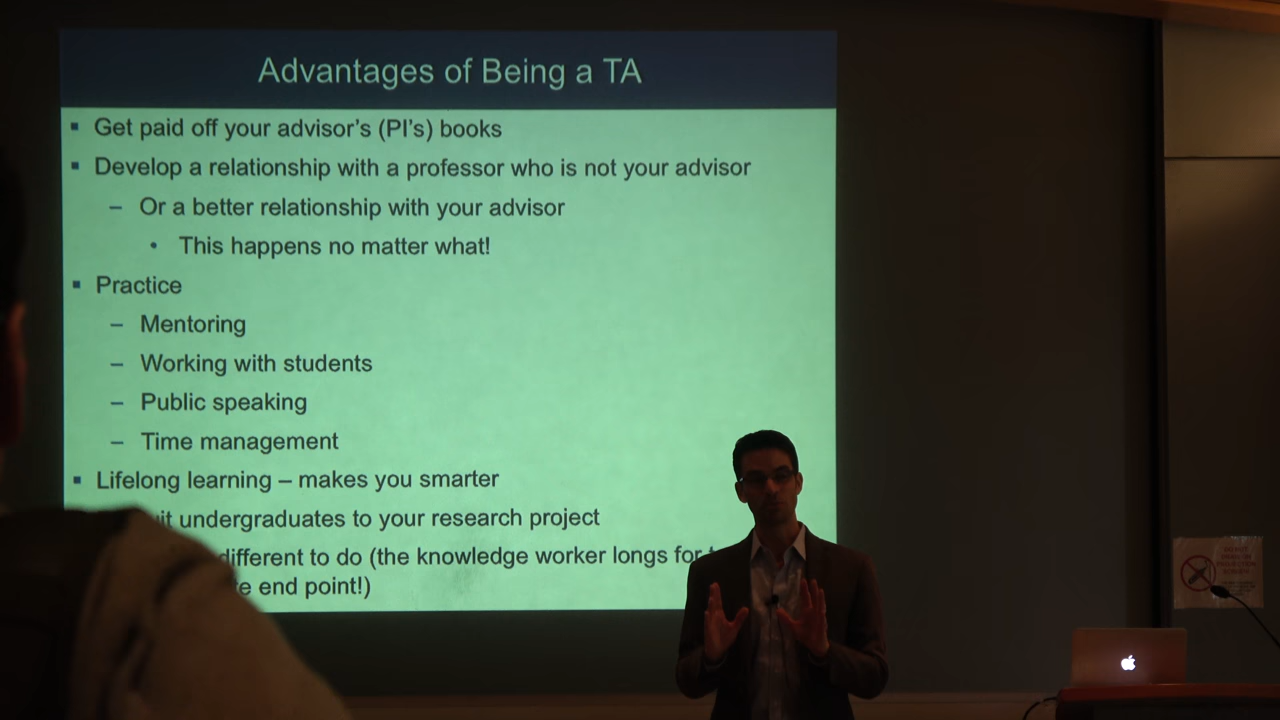 Advantages of Being a TA
▪ Get paid off your advisor's (PI's) books
▪ Develop a relationship with a professor who is not your advisor
– Or a better relationship with your advisor
• This happens no matter what!
▪ Practice
– Mentoring
– Working with students
– Public speaking
– Time management
▪ Lifelong learning – makes you smarter
undergraduates to your research project
different to do (the knowledge worker longs for
end point!)